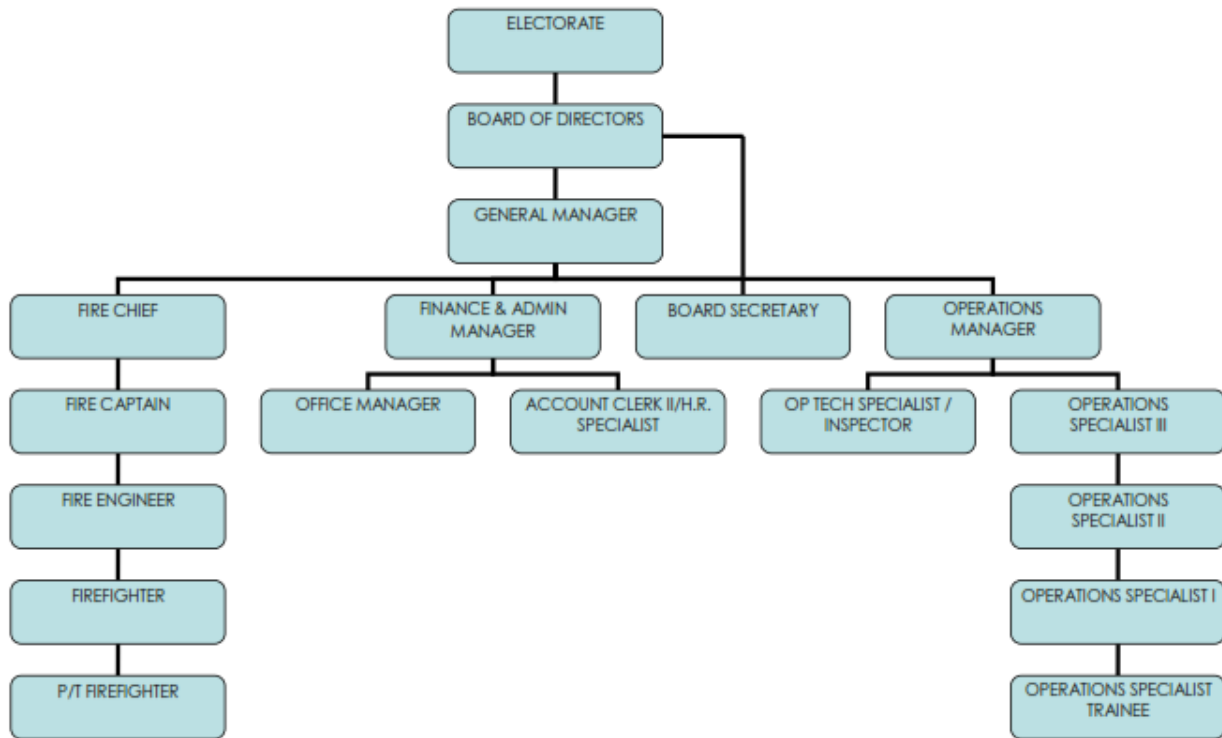 ELECTORATE
BOARD OF DIRECTORS
GENERAL MANAGER
FIRE CHIEF
FINANCE & ADMIN
MANAGER
BOARD SECRETARY
OPERATIONS
MANAGER
FIRE CAPTAIN
OFFICE MANAGER
ACCOUNT CLERK II/H.R.
SPECIALIST
OP TECH SPECIALIST /
INSPECTOR
OPERATIONS
SPECIALIST III
FIRE ENGINEER
OPERATIONS
SPECIALIST II
FIREFIGHTER
OPERATIONS SPECIALIST I
P/T FIREFIGHTER
OPERATIONS SPECIALIST
TRAINEE